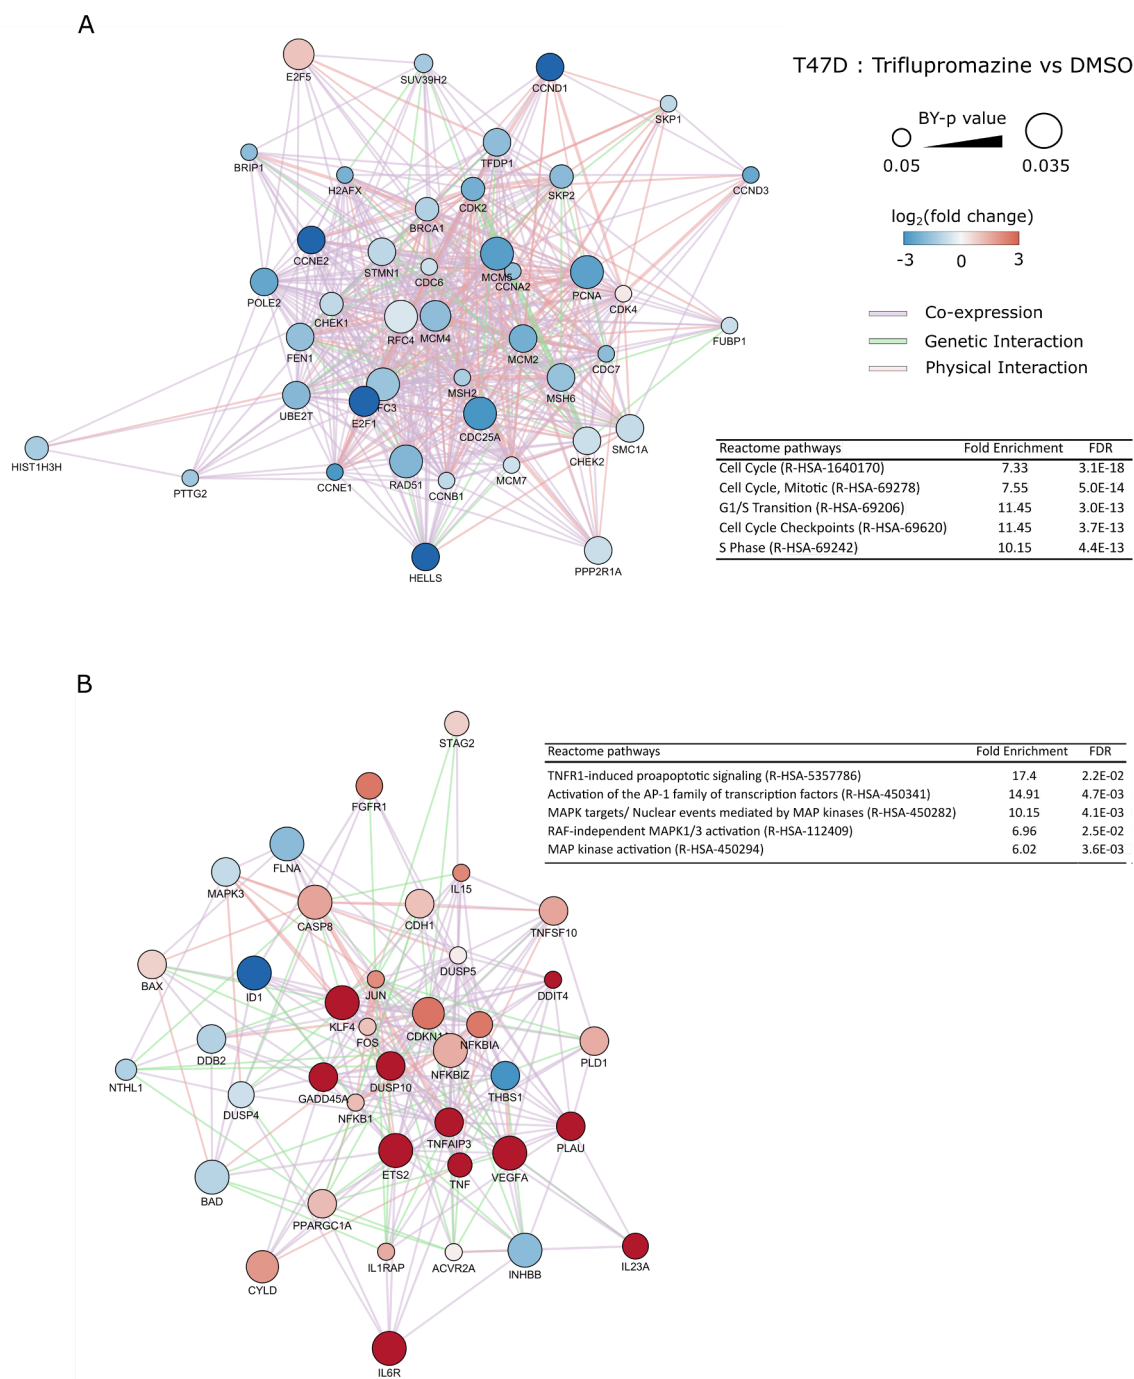 A
T47D : Triflupromazine vs DMSO
BY-p value
0.05
0.035
log2(fold change)
-3 0 3
Co-expression
Genetic Interaction
Physical Interaction
E2F5
SUV39H2
CCND1
SKP1
BRIP1
H2AFX
TFDP1
SKP2
CCND3
CDK2
BRCA1
CCNE2
STMN1
CDC6
MCM5
CCNA2
PCNA
CDK4
POLE2
CHEK1
RFC4
MCM4
FUBP1
FEN1
MCM2
CDC7
MSH2
MSH6
UBE2T
FC3
E2F1
CDC25A
CHEK2
SMC1A
HIST1H3H
PTTG2
CCNE1
RAD51
CCNB1
MCM7
HELLS
PPP2R1A
Reactome pathways Fold Enrichment FDR
Cell Cycle (R-HSA-1640170) 7.33 3.1E-18
Cell Cycle, Mitotic (R-HSA-69278) 7.55 5.0E-14
G1/S Transition (R-HSA-69206) 11.45 3.0E-13
Cell Cycle Checkpoints (R-HSA-69620) 11.45 3.7E-13
S Phase (R-HSA-69242) 10.15 4.4E-13
B
Reactome pathways Fold Enrichment FDR
TNFR1-induced proapoptotic signaling (R-HSA-5357786) 17.4 2.2E-02
Activation of the AP-1 family of transcription factors (R-HSA-450341) 14.91 4.7E-03
MAPK targets/ Nuclear events mediated by MAP kinases (R-HSA-450282) 10.15 4.1E-03
RAF-independent MAPK1/3 activation (R-HSA-112409) 6.96 2.5E-02
MAP kinase activation (R-HSA-450294) 6.02 3.6E-03
STAG2
FGFR1
FLNA
MAPK3
IL15
CASP8
CDH1
TNFSF10
BAX
ID1
DUSP5
JUN
DDIT4
KLF4
FOS
CDKN1
NFKBIA
DDB2
NFKBIZ
PLD1
NTHL1
DUSP4
GADD45A
DUSP10
THBS1
NFKB1
TNFAIP3
PLAU
ETS2
TNF
VEGFA
BAD
PPARGC1A
CYLD
IL1RAP
ACVR2A
INHBB
IL23A
IL6R